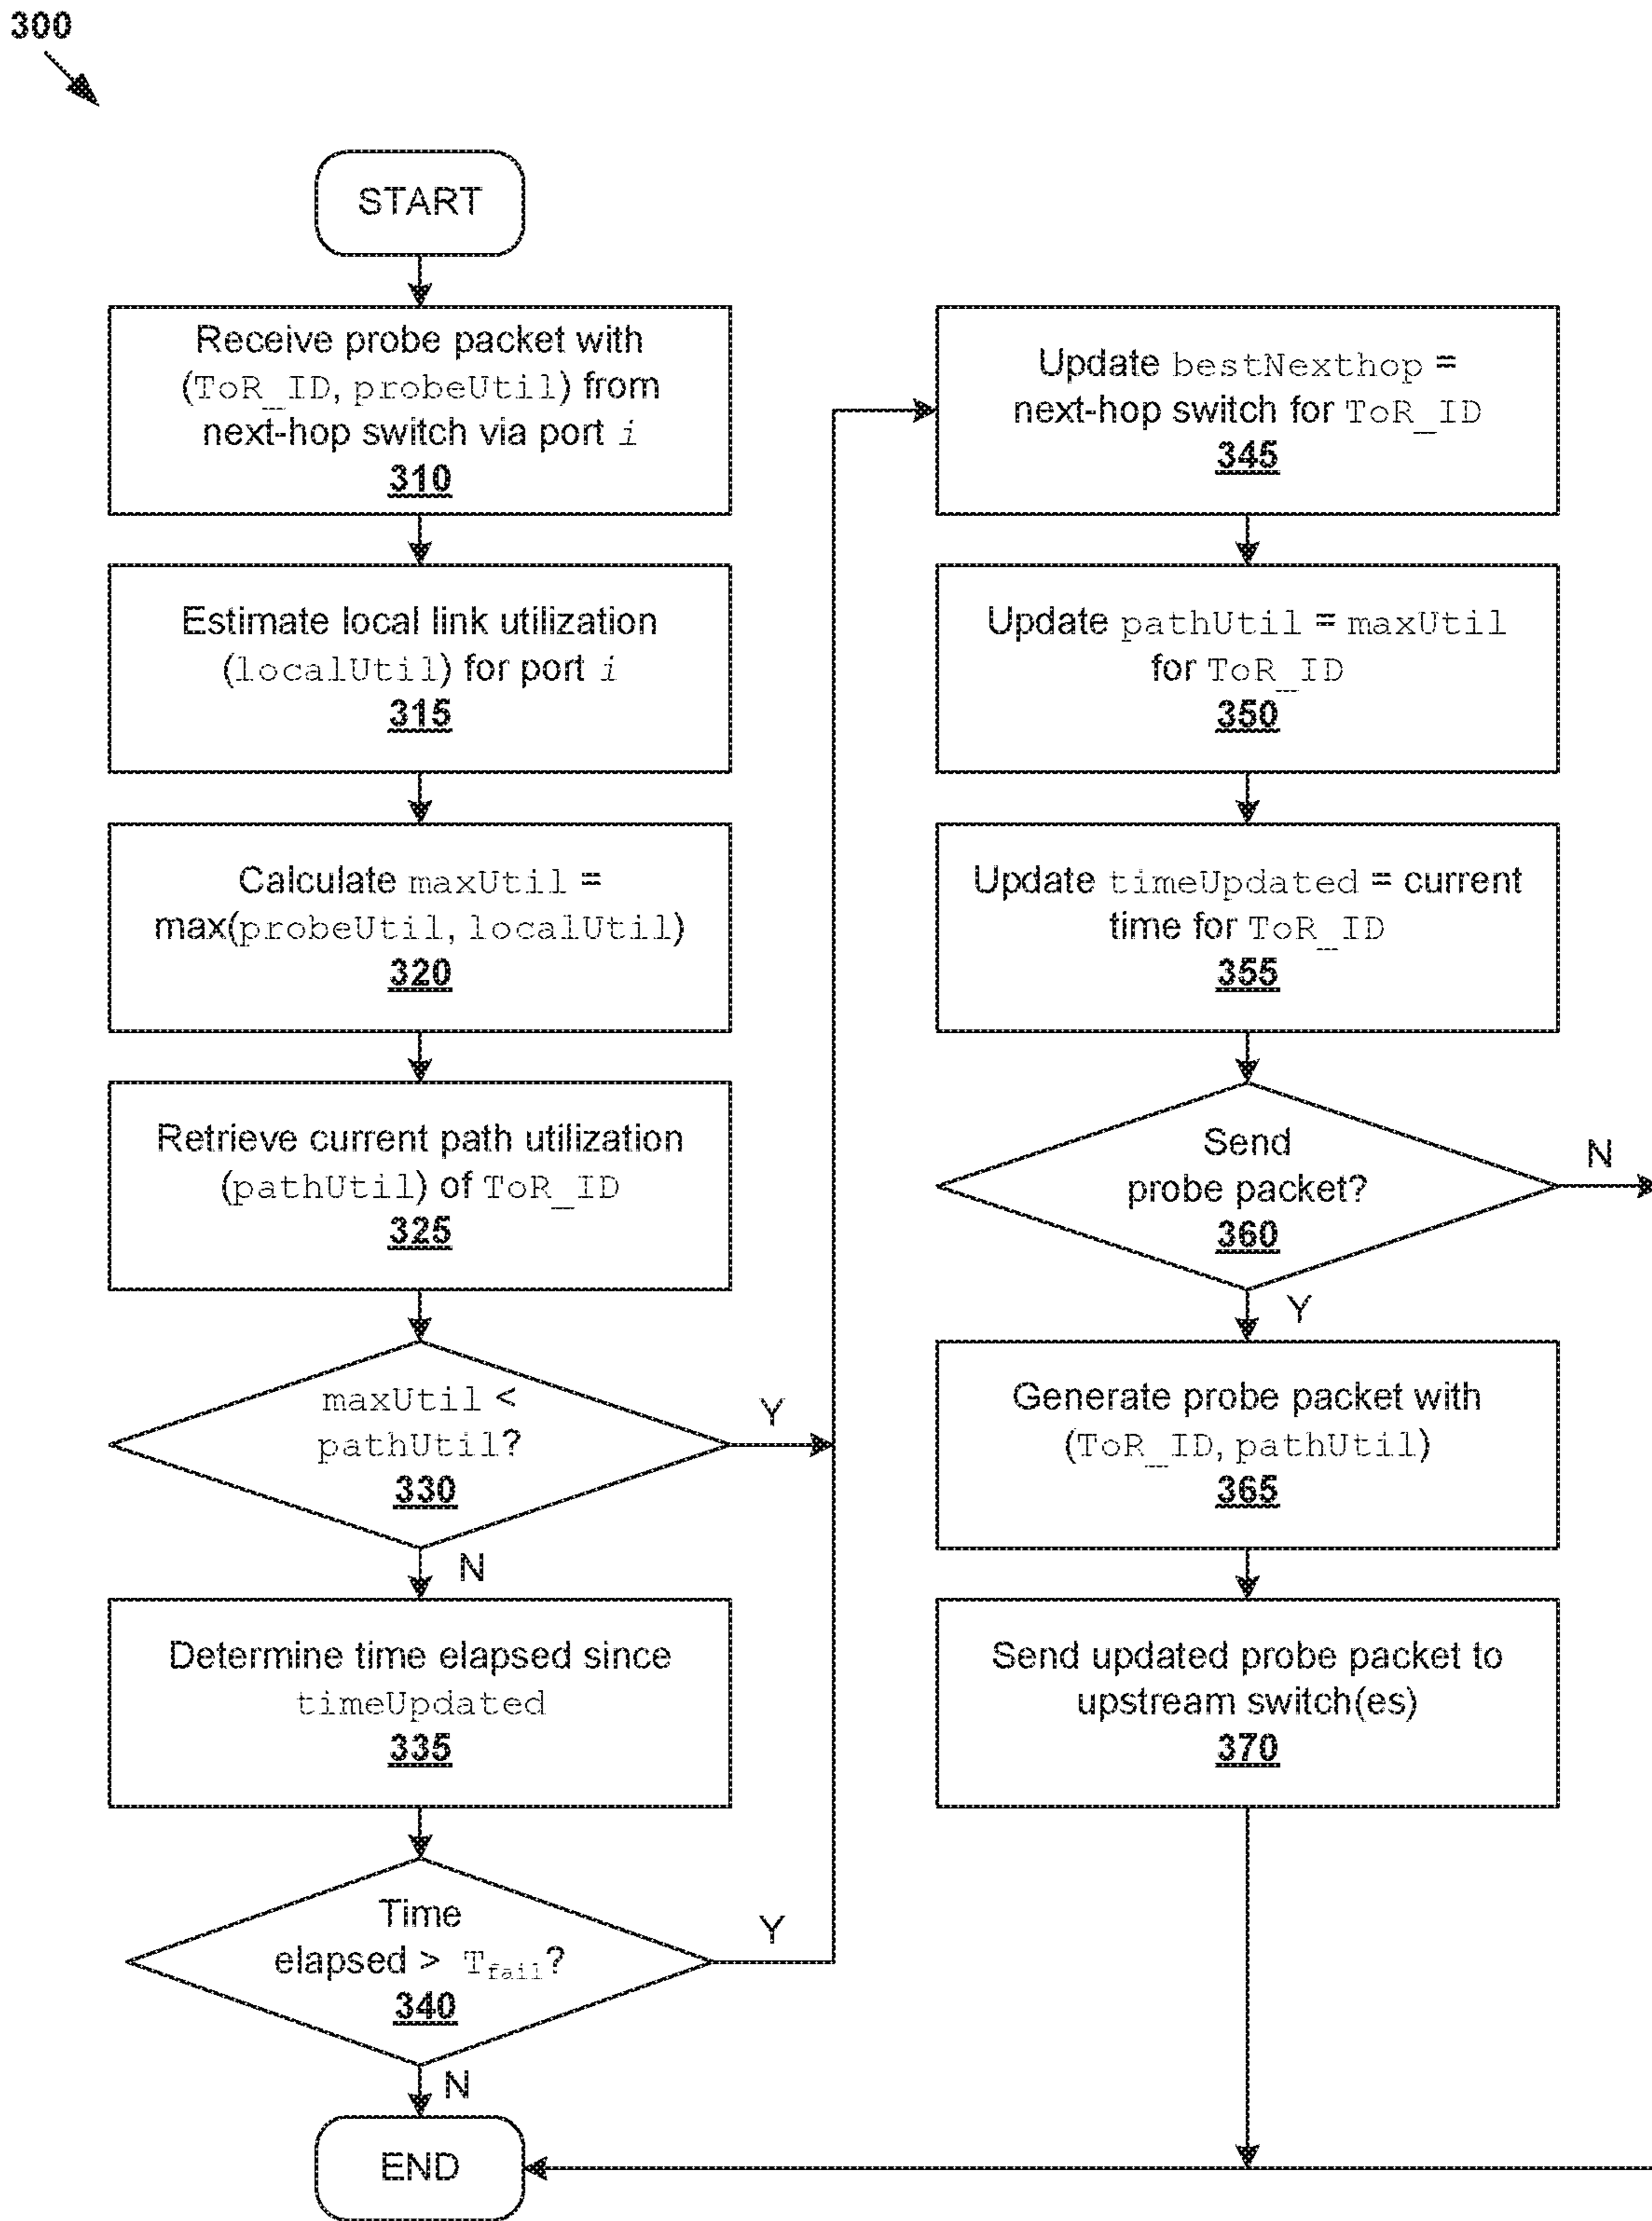 300
START
Receive probe packet with
(ToR_ID, probeUtil) from
next-hop switch via port i
310
Estimate local link utilization
(localUtil) for port i
315
Calculate maxUtil =
max(probeUtil, localUtil)
320
Retrieve current path utilization
(pathUtil) of ToR_ID
325
maxUtil <
pathUtil?
330
Y
N
Determine time elapsed since
timeUpdated
335
Time
elapsed > Tfail?
340
Y
N
END
Update bestNexthop =
next-hop switch for ToR_ID
345
Update pathUtil = maxUtil
for ToR_ID
350
Update timeUpdated = current
time for ToR_ID
355
Send
probe packet?
360
N
Y
Generate probe packet with
(ToR_ID, pathUtil)
365
Send updated probe packet to
upstream switch(es)
370